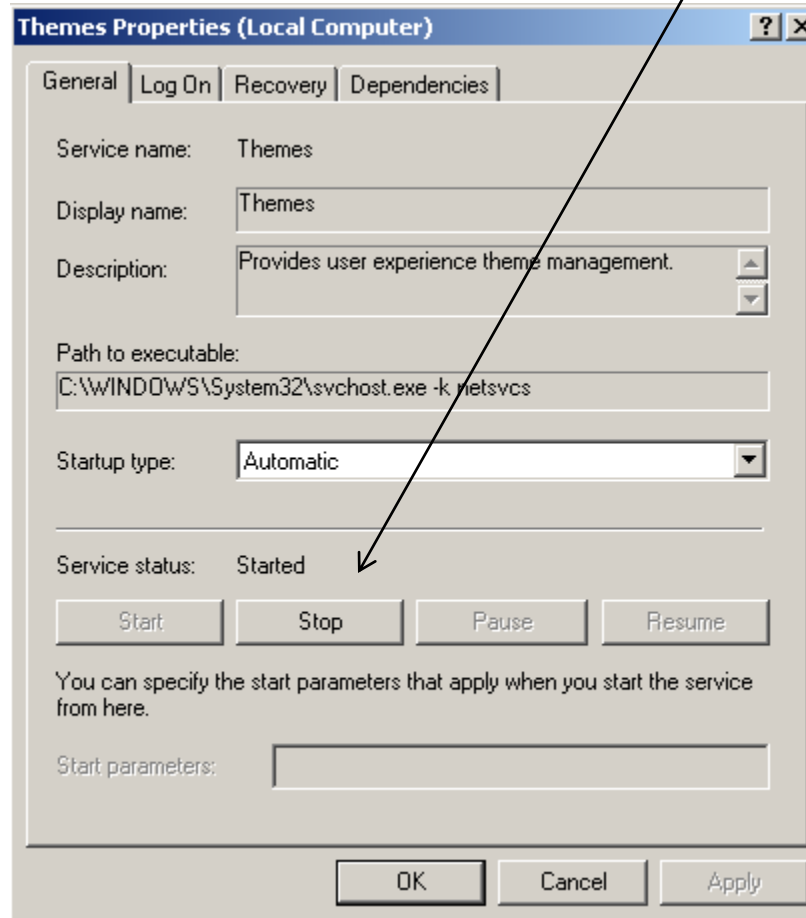 Themes Properties (Local Computer)
General Log On Recovery Dependencies
Service name: Themes
Display name: Themes
Description: Provides user experience theme management.
Path to executable:
C:\WINDOWS\System32\svchost.exe -k netsvcs
Startup type: Automatic
Service status: Started
Start Stop Pause Resume
You can specify the start parameters that apply when you start the service
from here.
Start parameters:
OK Cancel Apply